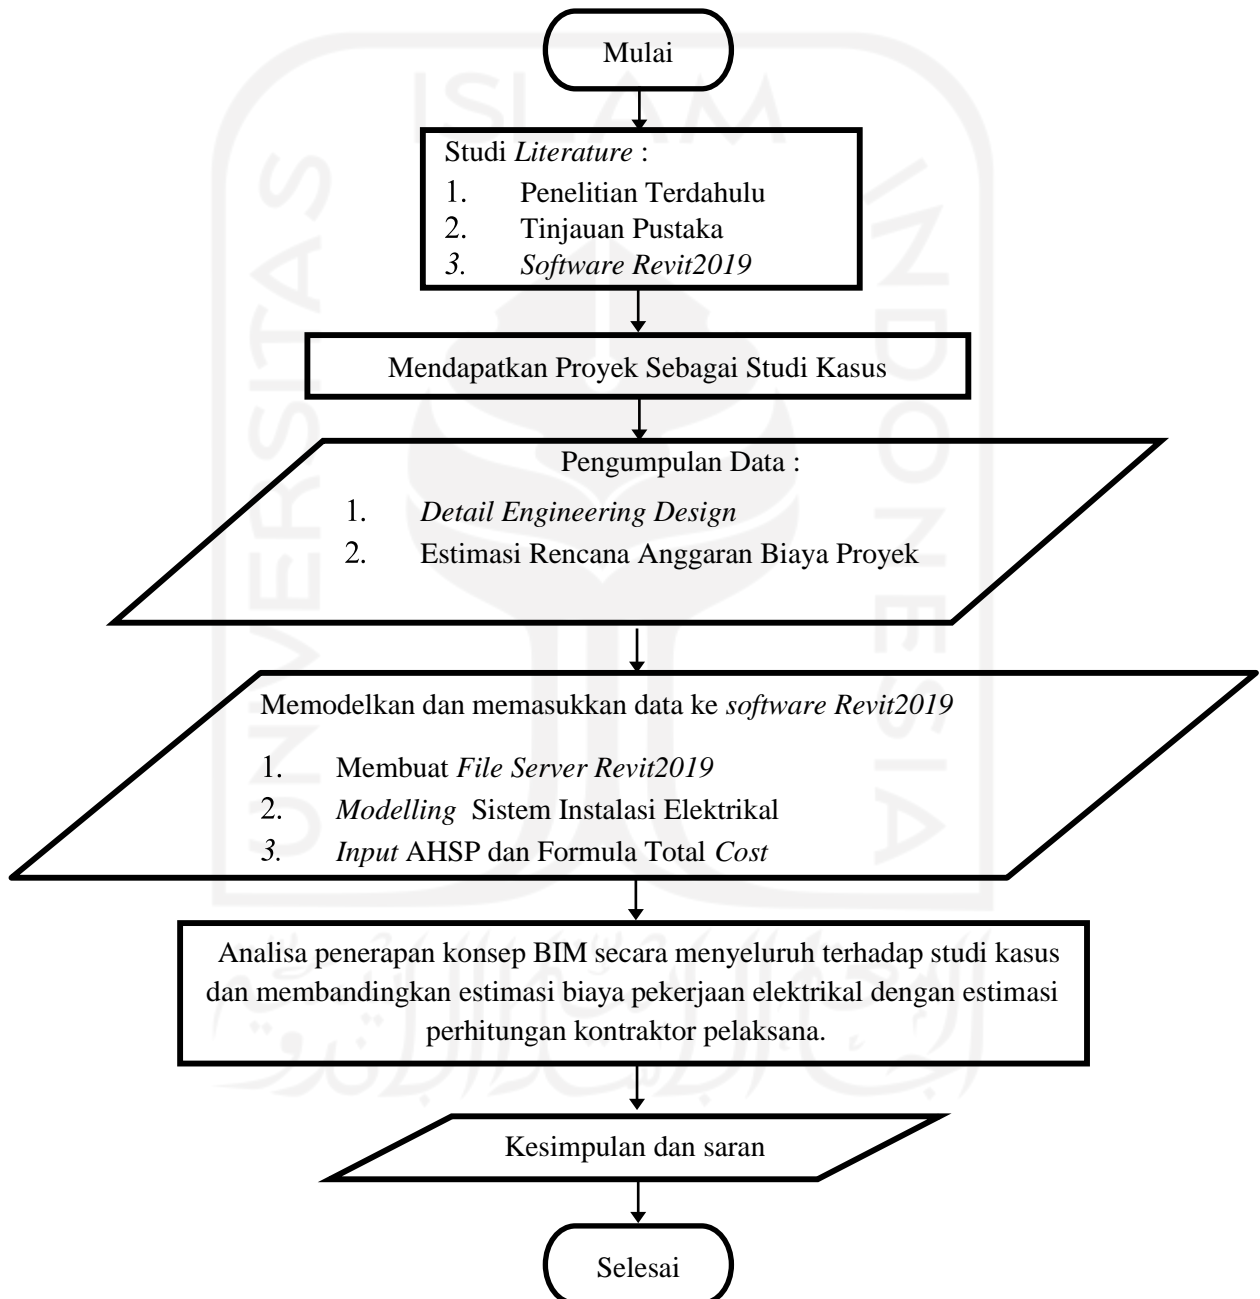 Mulai
Studi Literature :
1. Penelitian Terdahulu
2. Tinjauan Pustaka
3. Software Revit2019
Mendapatkan Proyek Sebagai Studi Kasus
Pengumpulan Data :
1. Detail Engineering Design
2. Estimasi Rencana Anggaran Biaya Proyek
Memodelkan dan memasukkan data ke software Revit2019
1. Membuat File Server Revit2019
2. Modelling Sistem Instalasi Elektrikal
3. Input AHSP dan Formula Total Cost
Analisa penerapan konsep BIM secara menyeluruh terhadap studi kasus
dan membandingkan estimasi biaya pekerjaan elektrikal dengan estimasi
perhitungan kontraktor pelaksana.
Kesimpulan dan saran
Selesai
UNIVERSITAS
ISLAM
INDONESIA